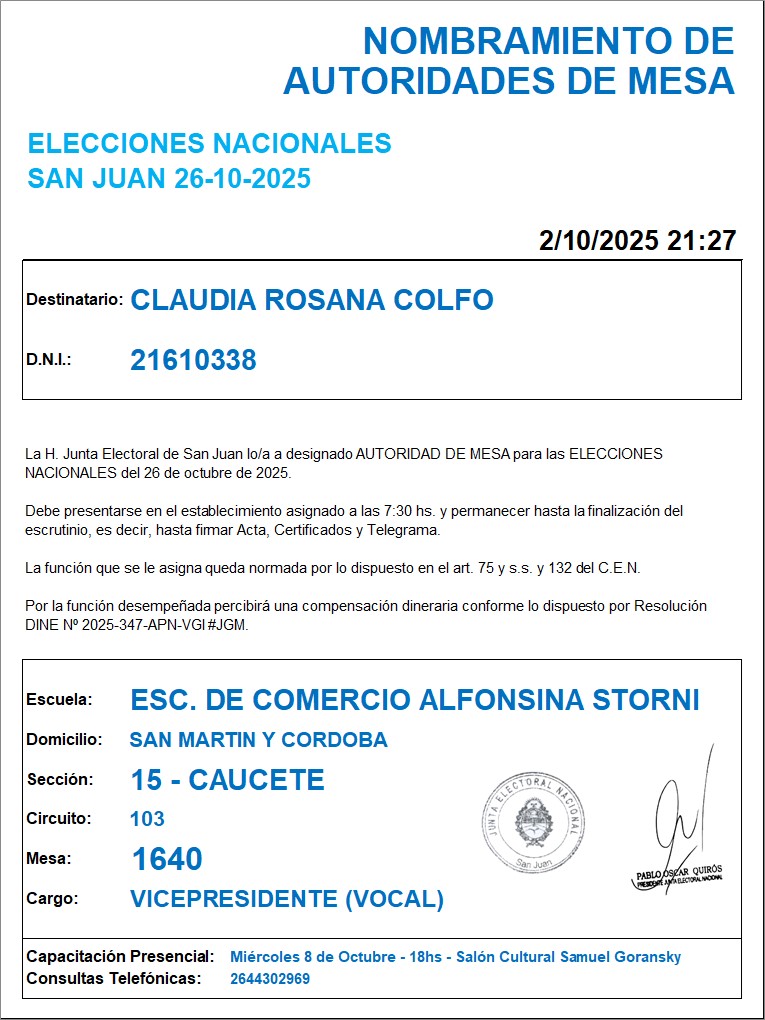 NOMBRAMIENTO DE
AUTORIDADES DE MESA
ELECCIONES NACIONALES
SAN JUAN 26-10-2025
2/10/2025 21:27
Destinatario: CLAUDIA ROSANA COLFO
D.N.I.: 21610338
La H. Junta Electoral de San Juan lo/a a designado AUTORIDAD DE MESA para las ELECCIONES
NACIONALES del 26 de octubre de 2025.
Debe presentarse en el establecimiento asignado a las 7:30 hs. y permanecer hasta la finalización del
escrutinio, es decir, hasta firmar Acta, Certificados y Telegrama.
La función que se le asigna queda normada por lo dispuesto en el art. 75 y s.s. y 132 del C.E.N.
Por la función desempeñada percibirá una compensación dineraria conforme lo dispuesto por Resolución
DINE Nº 2025-347-APN-VGI#JGM.
Escuela: ESC. DE COMERCIO ALFONSINA STORNI
Domicilio: SAN MARTIN Y CORDOBA
Sección: 15 - CAUCETE
Circuito: 103
Mesa: 1640
Cargo: VICEPRESIDENTE (VOCAL)
JUNTA ELECTORAL NACIONAL
San Juan
PABLO OSCAR QUIRÓS
PRESIDENTE JUNTA ELECTORAL NACIONAL
Capacitación Presencial: Miércoles 8 de Octubre - 18hs - Salón Cultural Samuel Goransky
Consultas Telefónicas: 2644302969